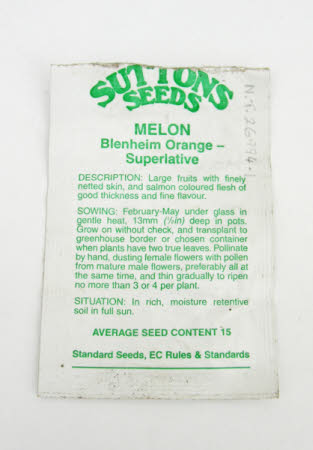 SUTTONS
SEEDS
MELON
Blenheim Orange –
Superlative
DESCRIPTION: Large fruits with finely
netted skin, and salmon coloured flesh of
good thickness and fine flavour.
SOWING: February-May under glass in
gentle heat, 13mm (½in) deep in pots.
Grow on without check, and transplant to
greenhouse border or chosen container
when plants have two true leaves. Pollinate
by hand, dusting female flowers with pollen
from mature male flowers, preferably all at
the same time, and thin gradually to ripen
no more than 3 or 4 per plant.
SITUATION: In rich, moisture retentive
soil in full sun.
AVERAGE SEED CONTENT 15
Standard Seeds, EC Rules & Standards